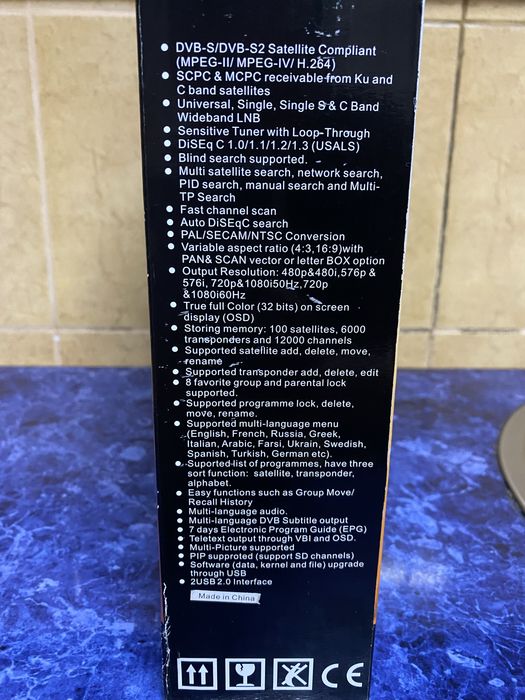 • DVB-S/DVB-S2 Satellite Compliant
(MPEG-II/ MPEG-IV/ H.264)
• SCPC & MCPC receivable from Ku and
C band satellites
• Universal, Single, Single S & C Band
Wideband LNB
• Sensitive Tuner with Loop-Through
• DiSEq C 1.0/1.1/1.2/1.3 (USALS)
• Blind search supported.
• Multi satellite search, network search,
PID search, manual search and Multi-
TP Search
• Fast channel scan
• Auto DiSEqC search
• PAL/SECAM/NTSC Conversion
• Variable aspect ratio (4:3,16:9)with
PAN& SCAN vector or letter BOX option
• Output Resolution: 480p&480i,576p &
576i, 720p&1080i50Hz,720p
&1080i60Hz
• True full Color (32 bits) on screen
display (OSD)
• Storing memory: 100 satellites, 6000
transponders and 12000 channels
• Supported satellite add, delete, move,
rename
• Supported transponder add, delete, edit
• 8 favorite group and parental lock
supported.
• Supported programme lock, delete,
move, rename.
• Supported multi-language menu
(English, French, Russia, Greek,
Italian, Arabic, Farsi, Ukrain, Swedish,
Spanish, Turkish, German etc).
• Suported list of programmes, have three
sort function: satellite, transponder,
alphabet.
• Easy functions such as Group Move/
Recall History
• Multi-language audio.
• Multi-language DVB Subtitle output
• 7 days Electronic Program Guide (EPG)
• Teletext output through VBI and OSD.
• Multi-Picture supported
• PIP supproted (support SD channels)
• Software (data, kernel and file) upgrade
through USB
• 2USB 2.0 Interface
Made in China
CE